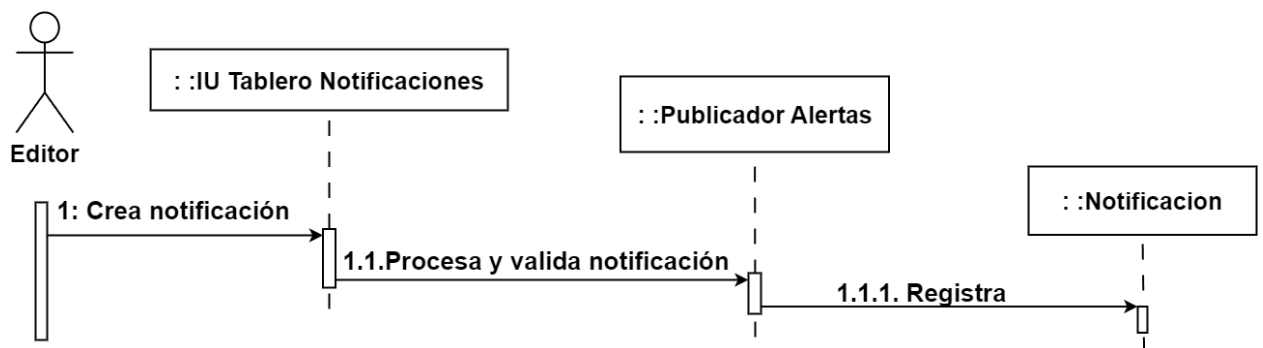 : :IU Tablero Notificaciones
: :Publicador Alertas
Editor
: :Notificacion
1: Crea notificación
1.1.Procesa y valida notificación
1.1.1. Registra